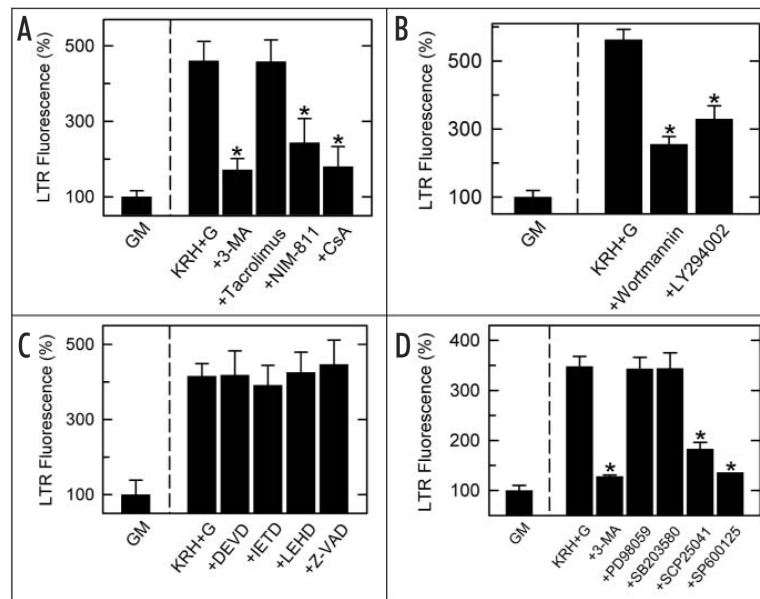 A
LTR Fluorescence (%)
500
300
100
GM
KRH+G
+3-MA
+Tacrolimus
+NIM-811
+CsA
*
*
*
B
LTR Fluorescence (%)
500
300
100
GM
KRH+G
+Wortmannin
+LY294002
*
*
C
LTR Fluorescence (%)
500
300
100
GM
KRH+G
+DEVD
+IETD
+LEHD
+Z-VAD
D
LTR Fluorescence (%)
400
300
200
100
GM
KRH+G
+3-MA
+PD98059
+SB203580
+SCP25041
+SP600125
*
*
*